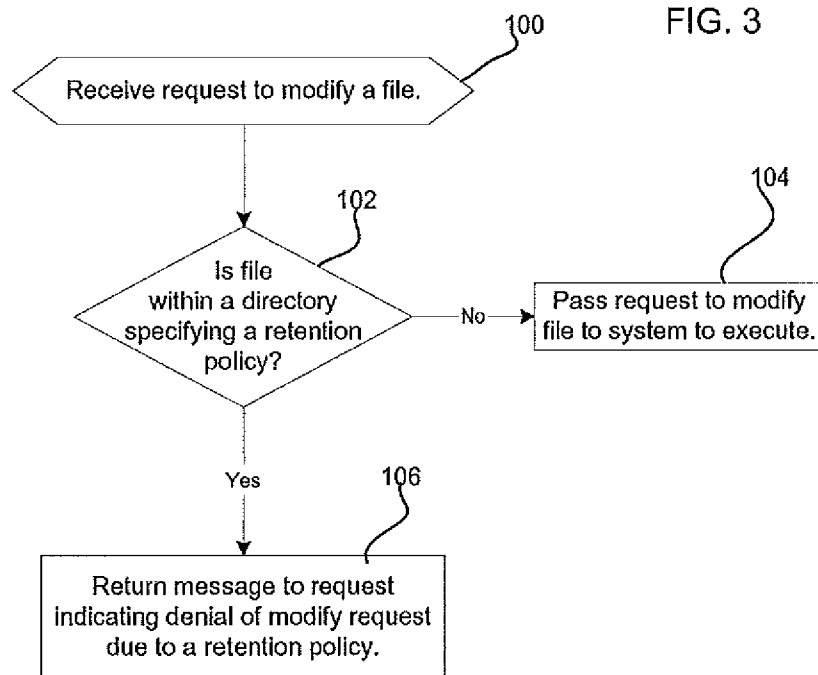 FIG. 3
100
Receive request to modify a file.
102
Is file
within a directory
specifying a retention
policy?
No
104
Pass request to modify
file to system to execute.
Yes
106
Return message to request
indicating denial of modify request
due to a retention policy.